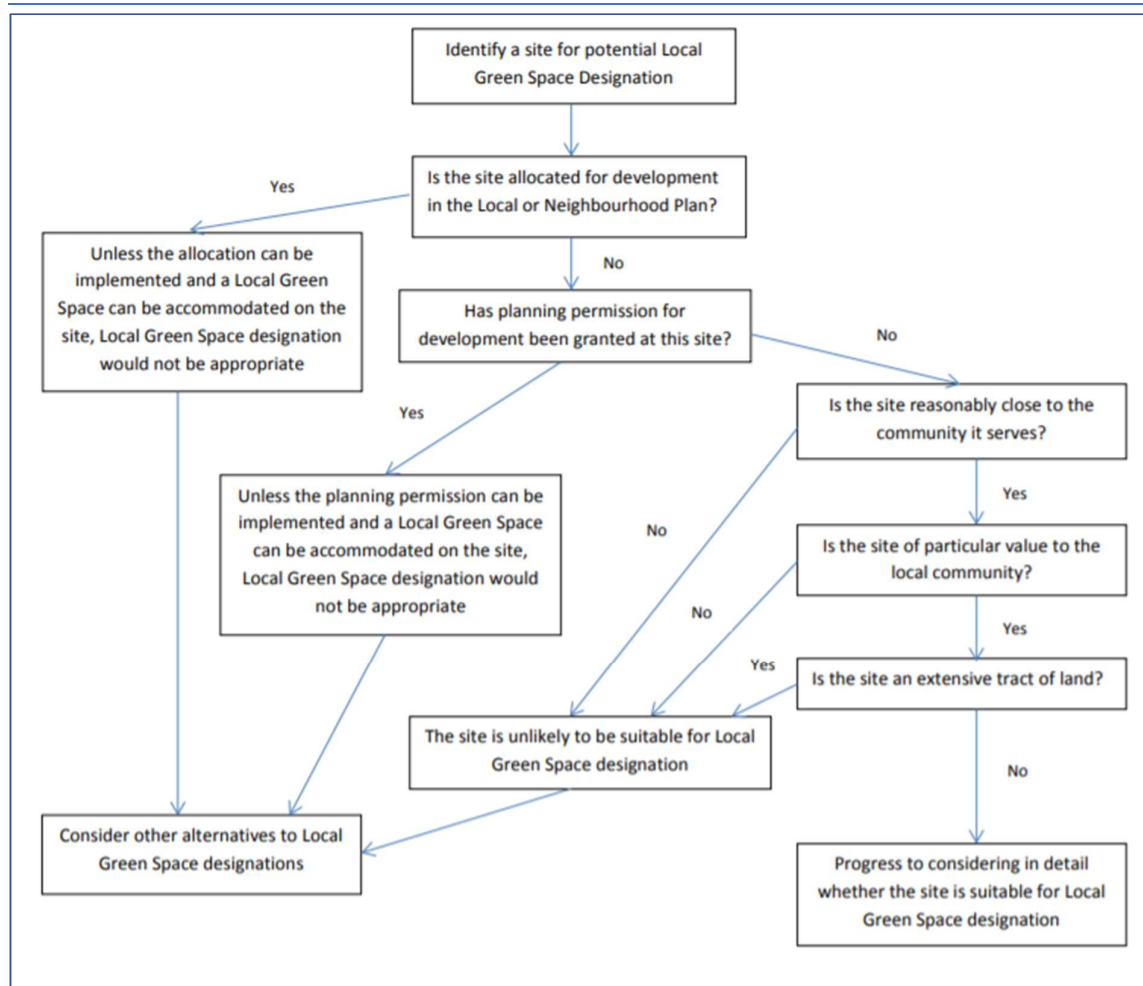 Identify a site for potential Local
Green Space Designation
Is the site allocated for development
in the Local or Neighbourhood Plan?
Yes
Unless the allocation can be
implemented and a Local Green
Space can be accommodated on the
site, Local Green Space designation
would not be appropriate
No
Has planning permission for
development been granted at this site?
No
Yes
Is the site reasonably close to the
community it serves?
Unless the planning permission can be
implemented and a Local Green Space
can be accommodated on the site,
Local Green Space designation would
not be appropriate
Yes
No
Is the site of particular value to the
local community?
No
Yes
Yes
Is the site an extensive tract of land?
The site is unlikely to be suitable for Local
Green Space designation
No
Consider other alternatives to Local
Green Space designations
Progress to considering in detail
whether the site is suitable for Local
Green Space designation